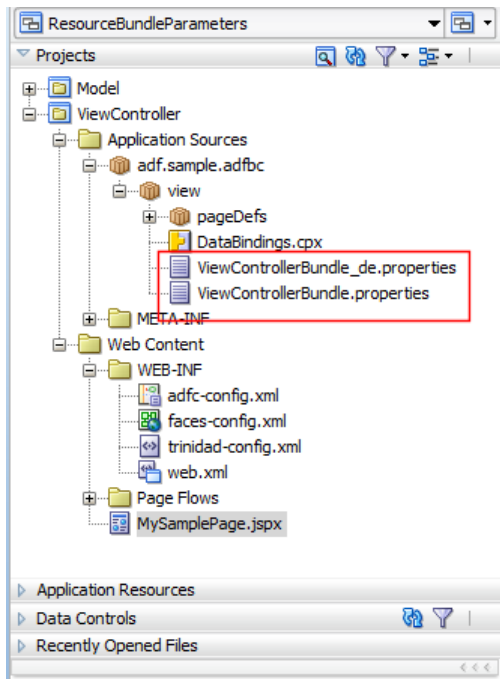 ResourceBundleParameters
Projects
Model
ViewController
Application Sources
adf.sample.adfbc
view
pageDefs
DataBindings.cpx
ViewControllerBundle_de.properties
ViewControllerBundle.properties
META-INF
Web Content
WEB-INF
adfc-config.xml
faces-config.xml
trinidad-config.xml
web.xml
Page Flows
MySamplePage.jspx
Application Resources
Data Controls
Recently Opened Files